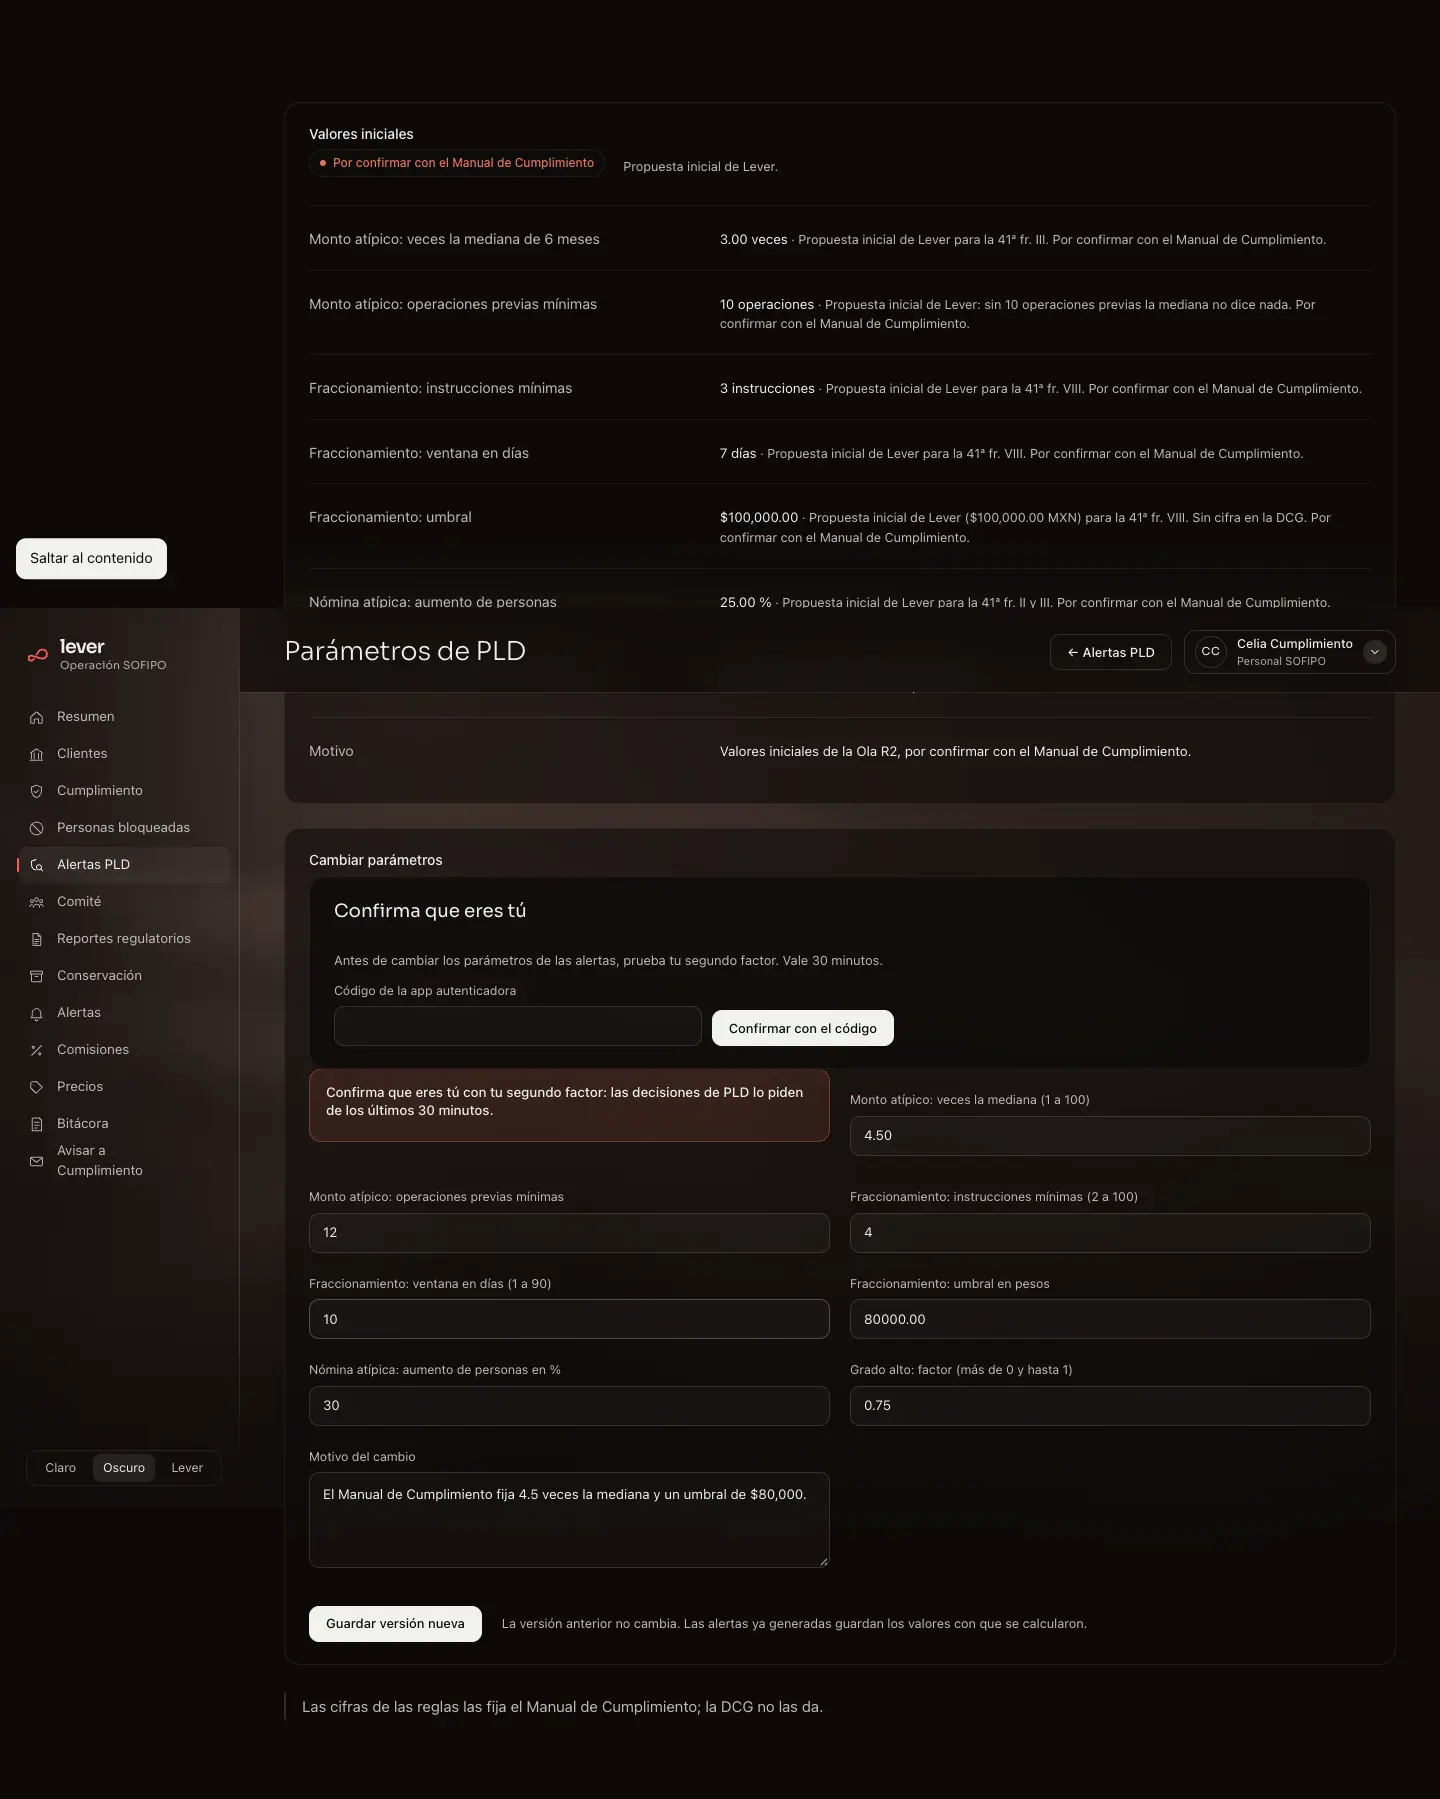 Valores iniciales
Por confirmar con el Manual de Cumplimiento
Propuesta inicial de Lever.
Monto atípico: veces la mediana de 6 meses
3.00 veces · Propuesta inicial de Lever para la 41ª fr. III. Por confirmar con el Manual de Cumplimiento.
Monto atípico: operaciones previas mínimas
10 operaciones · Propuesta inicial de Lever: sin 10 operaciones previas la mediana no dice nada. Por
confirmar con el Manual de Cumplimiento.
Fraccionamiento: instrucciones mínimas
3 instrucciones · Propuesta inicial de Lever para la 41ª fr. VIII. Por confirmar con el Manual de Cumplimiento.
Fraccionamiento: ventana en días
7 días · Propuesta inicial de Lever para la 41ª fr. VIII. Por confirmar con el Manual de Cumplimiento.
Fraccionamiento: umbral
$100,000.00 · Propuesta inicial de Lever ($100,000.00 MXN) para la 41ª fr. VIII. Sin cifra en la DCG. Por
confirmar con el Manual de Cumplimiento.
Saltar al contenido
Nómina atípica: aumento de personas
25.00 % · Propuesta inicial de Lever para la 41ª fr. II y III. Por confirmar con el Manual de Cumplimiento.
lever
Operación SOFIPO
Parámetros de PLD
← Alertas PLD
CC
Celia Cumplimiento
Personal SOFIPO
Resumen
Clientes
Cumplimiento
Personas bloqueadas
Alertas PLD
Comité
Reportes regulatorios
Conservación
Alertas
Comisiones
Precios
Bitácora
Avisar a
Cumplimiento
Claro
Oscuro
Lever
Motivo
Valores iniciales de la Ola R2, por confirmar con el Manual de Cumplimiento.
Cambiar parámetros
Confirma que eres tú
Antes de cambiar los parámetros de las alertas, prueba tu segundo factor. Vale 30 minutos.
Código de la app autenticadora
Confirmar con el código
Confirma que eres tú con tu segundo factor: las decisiones de PLD lo piden
de los últimos 30 minutos.
Monto atípico: veces la mediana (1 a 100)
4.50
Monto atípico: operaciones previas mínimas
12
Fraccionamiento: instrucciones mínimas (2 a 100)
4
Fraccionamiento: ventana en días (1 a 90)
10
Fraccionamiento: umbral en pesos
80000.00
Nómina atípica: aumento de personas en %
30
Grado alto: factor (más de 0 y hasta 1)
0.75
Motivo del cambio
El Manual de Cumplimiento fija 4.5 veces la mediana y un umbral de $80,000.
Guardar versión nueva
La versión anterior no cambia. Las alertas ya generadas guardan los valores con que se calcularon.
Las cifras de las reglas las fija el Manual de Cumplimiento; la DCG no las da.